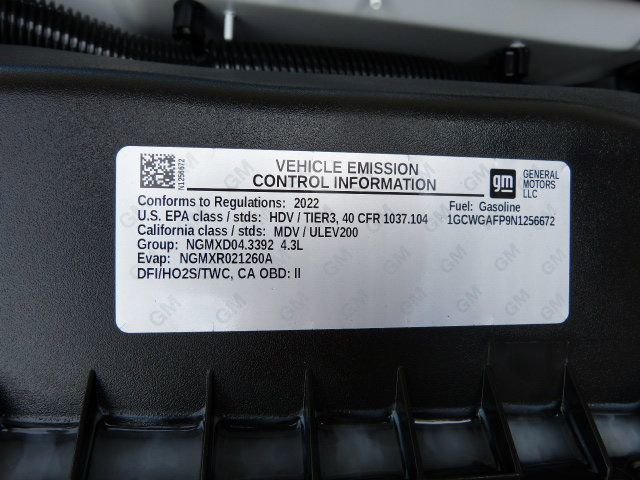 N1256672
VEHICLE EMISSION
CONTROL INFORMATION
gm
GENERAL
MOTORS
LLC
Conforms to Regulations: 2022
Fuel: Gasoline
U.S. EPA class / stds: HDV / TIER3, 40 CFR 1037.104
1GCWGAFP9N1256672
California class / stds: MDV / ULEV200
Group: NGMXD04.3392 4.3L
Evap: NGMXR021260A
DFI/HO2S/TWC, CA OBD: II